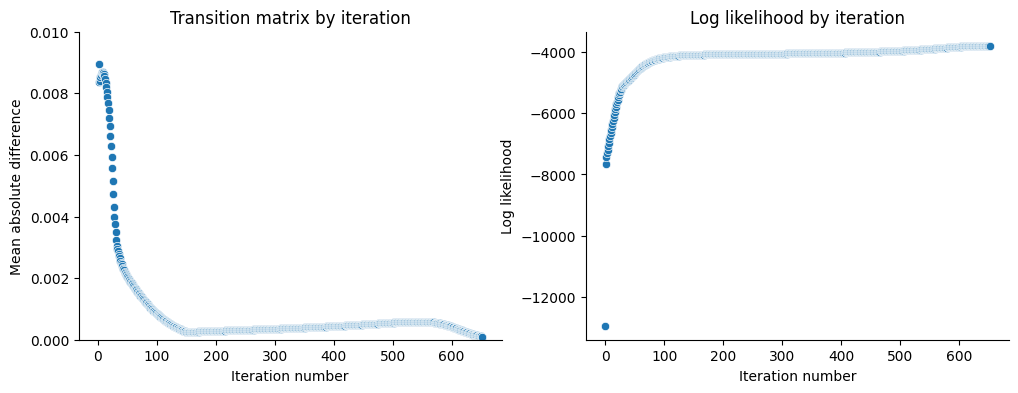 Transition matrix by iteration
0.010
0.008
0.006
0.004
0.002
0.000
Mean absolute difference
0 100 200 300 400 500 600
Iteration number
Log likelihood by iteration
−4000
−6000
−8000
−10000
−12000
Log likelihood
0 100 200 300 400 500 600
Iteration number